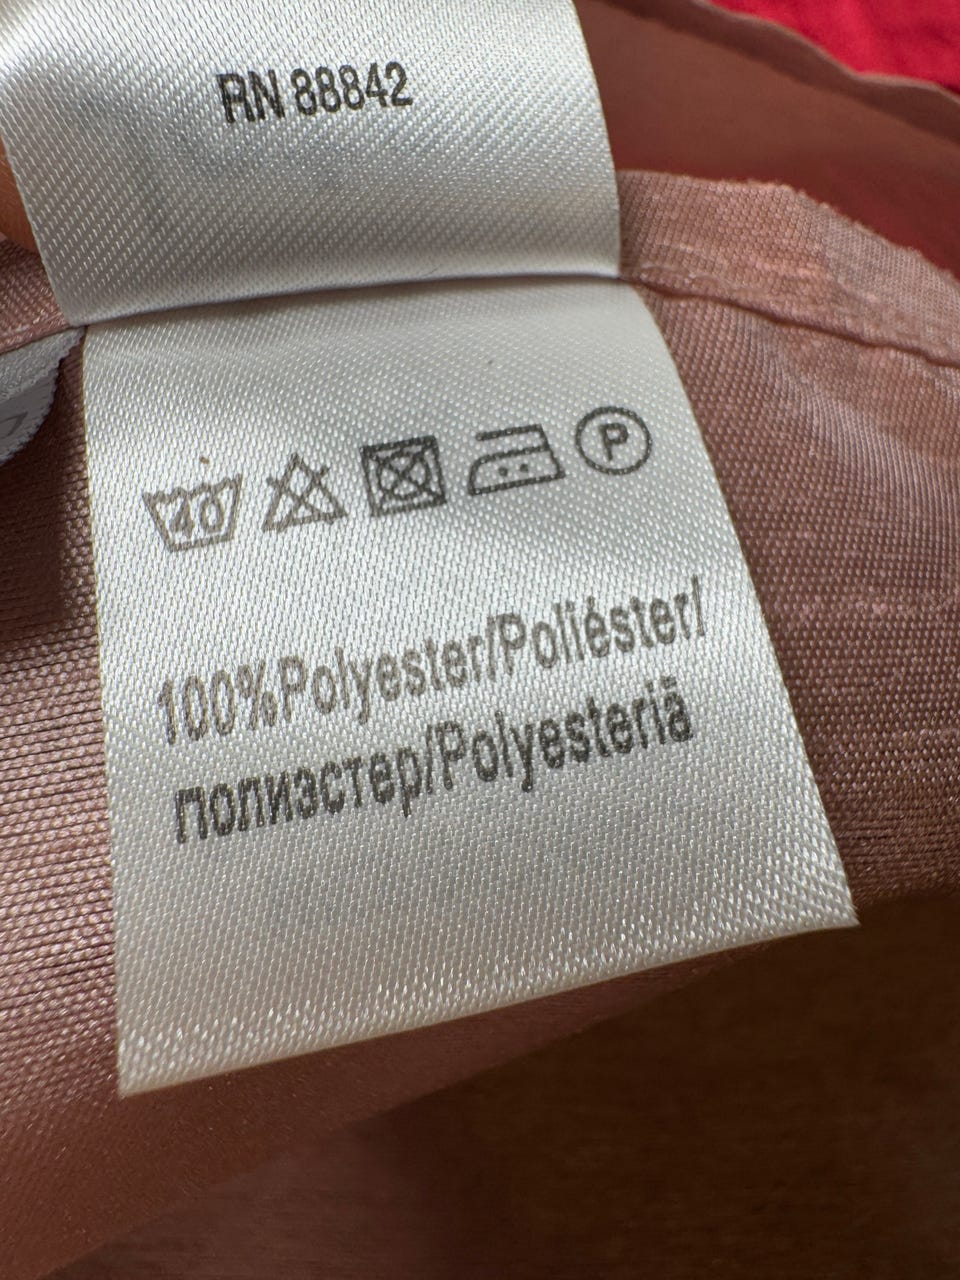 RN 88842
40 P
100%Polyester/Poliéster/
полиэстер/Polyesteriä